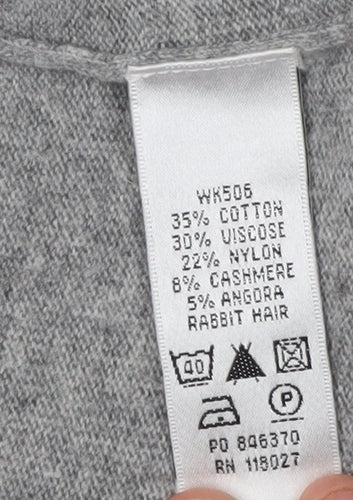 WK506
35% COTTON
30% VISCOSE
22% NYLON
8% CASHMERE
5% ANGORA
RABBIT HAIR
40
P
PO 846370
RN 118027